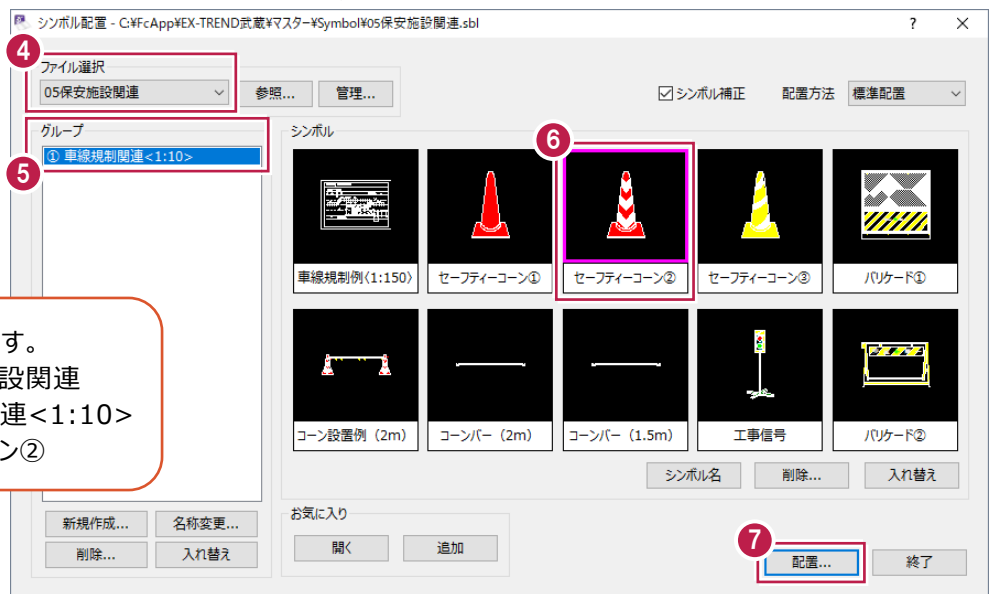 シンボル配置 - C:¥FcApp¥EX-TREND武蔵¥マスター¥Symbol¥05保安施設関連.sbl
? ×
4
ファイル選択
05保安施設関連
参照...
管理...
シンボル補正
配置方法
標準配置
グループ
5
① 車線規制関連<1:10>
シンボル
6
車線規制例<1:150>
セーフティーコーン①
セーフティーコーン②
セーフティーコーン③
バリケード①
コーン設置例（2m）
コーンバー（2m）
コーンバー（1.5m）
工事信号
バリケード②
す。
設関連
連<1:10>
ン②
シンボル名
削除...
入れ替え
新規作成...
名称変更...
削除...
入れ替え
お気に入り
開く
追加
7
配置...
終了